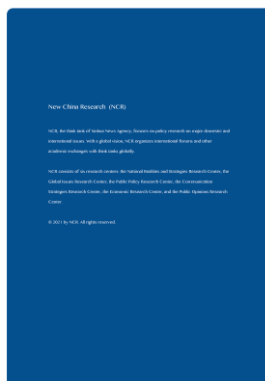 New China Research (NCR)
NCR, the think tank of Xinhua News Agency, focuses on policy research on major domestic and
international issues. With a global vision, NCR organizes international forums and other
academic exchanges with think tanks globally.
NCR consists of six research centers: the National Realities and Strategies Research Center, the
Global Issues Research Center, the Public Policy Research Center, the Communication
Strategies Research Center, the Economic Research Center, and the Public Opinions Research
Center.
© 2021 by NCR. All rights reserved.